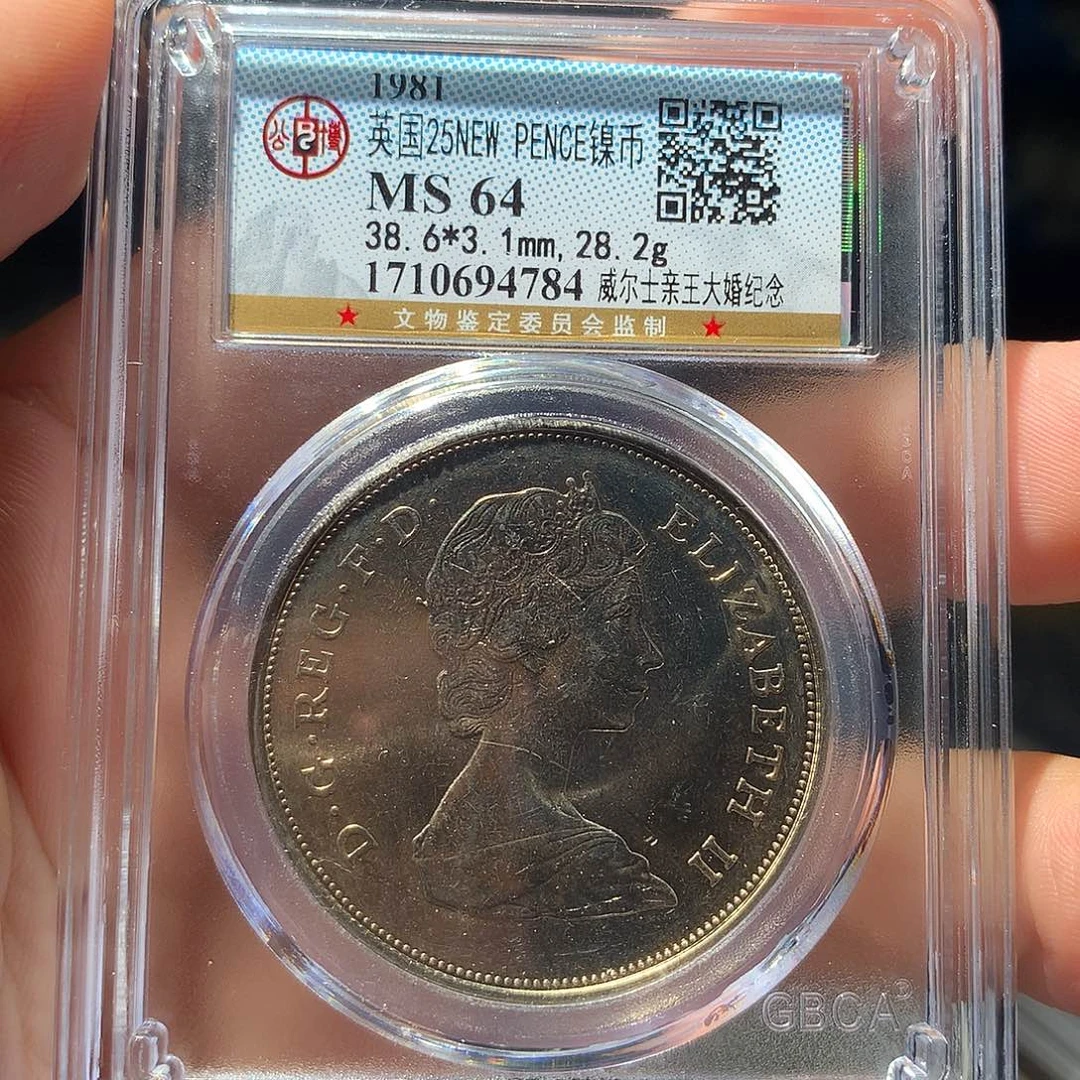 1981
公博
英国25NEW PENCE镍币
MS 64
38.6*3.1mm, 28.2g
1710694784 威尔士亲王大婚纪念
★ 文物鉴定委员会监制 ★
D·G·REG·F·D· ELIZABETH II
GBCA